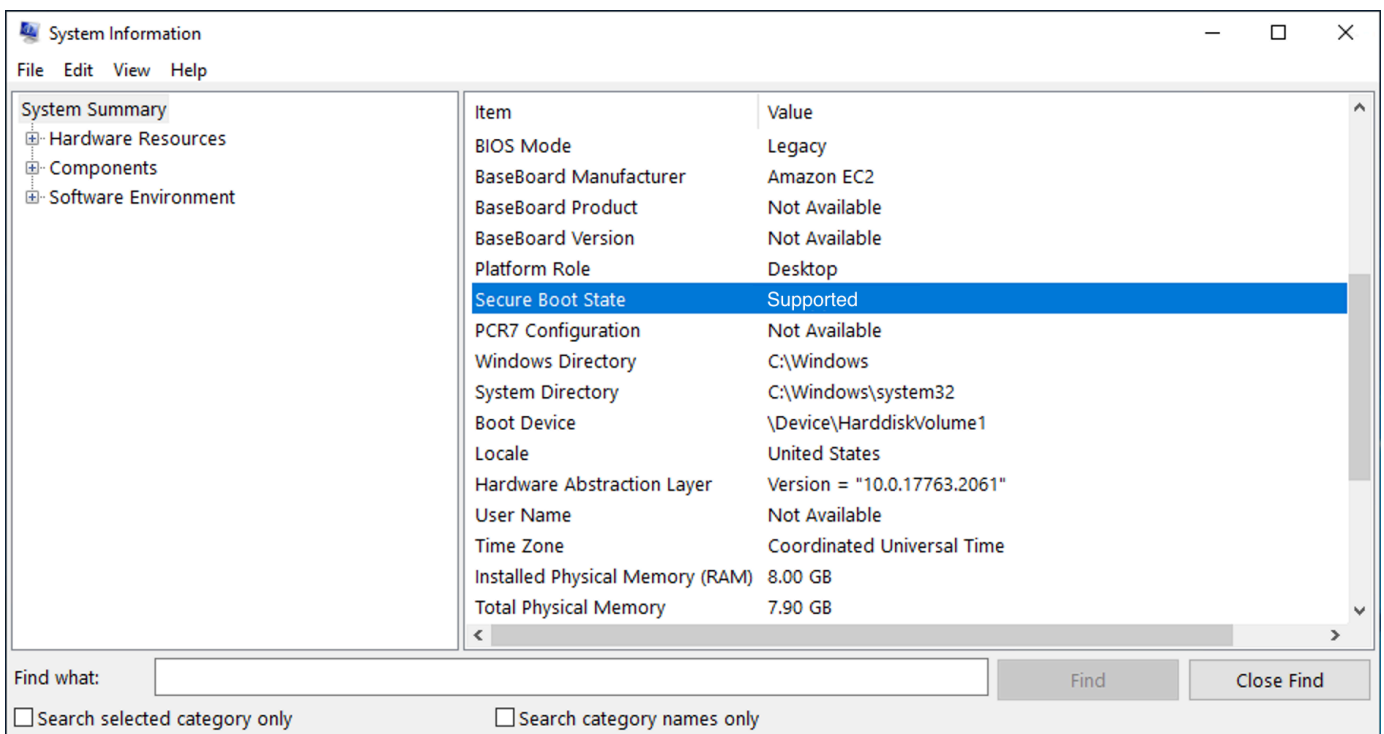 System Information
File Edit View Help
System Summary
Hardware Resources
Components
Software Environment
Item Value
BIOS Mode Legacy
BaseBoard Manufacturer Amazon EC2
BaseBoard Product Not Available
BaseBoard Version Not Available
Platform Role Desktop
Secure Boot State Supported
PCR7 Configuration Not Available
Windows Directory C:\Windows
System Directory C:\Windows\system32
Boot Device \Device\HarddiskVolume1
Locale United States
Hardware Abstraction Layer Version = "10.0.17763.2061"
User Name Not Available
Time Zone Coordinated Universal Time
Installed Physical Memory (RAM) 8.00 GB
Total Physical Memory 7.90 GB
Find what: Find Close Find
Search selected category only Search category names only